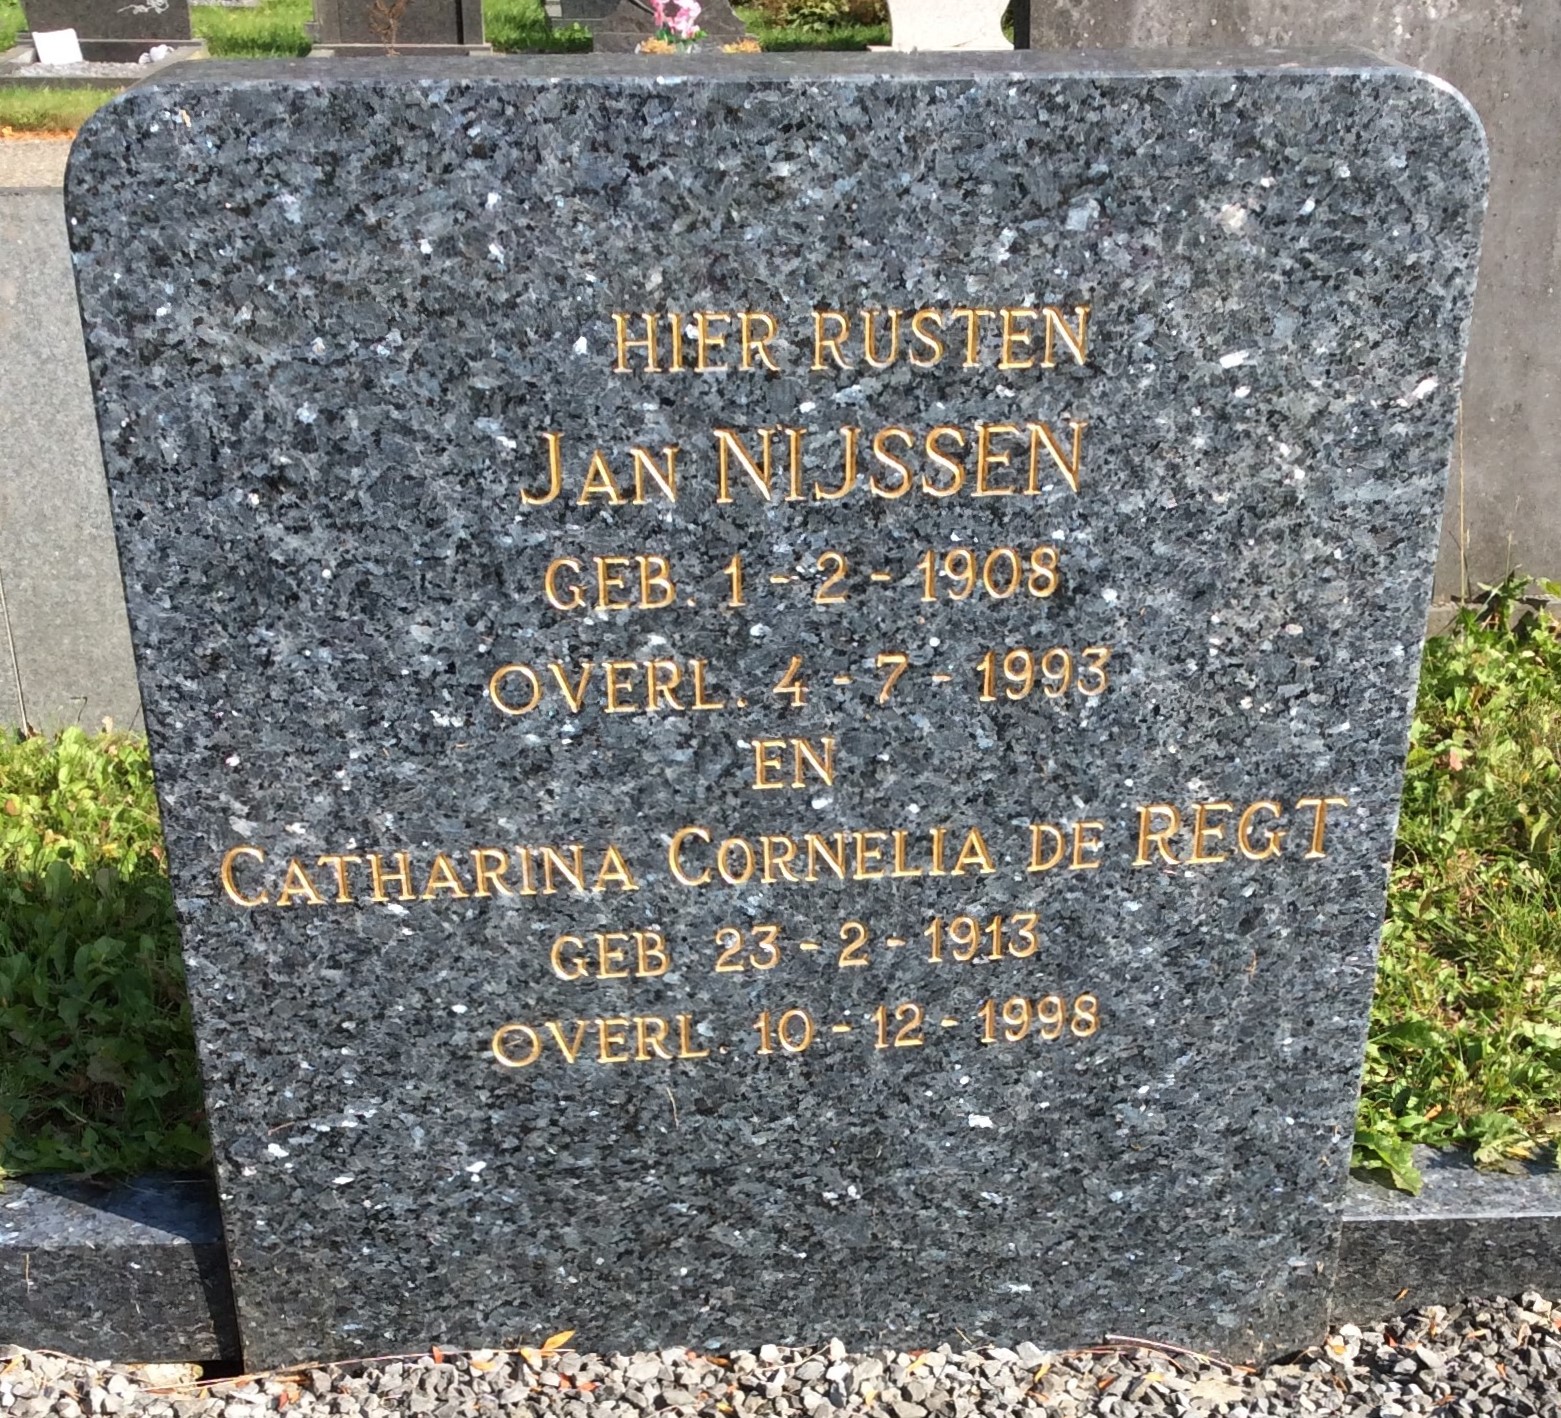 HIER RUSTEN
JAN NIJSSEN
GEB. 1-2-1908
OVERL. 4-7-1993
EN
CATHARINA CORNELIA DE REGT
GEB. 23-2-1913
OVERL. 10-12-1998